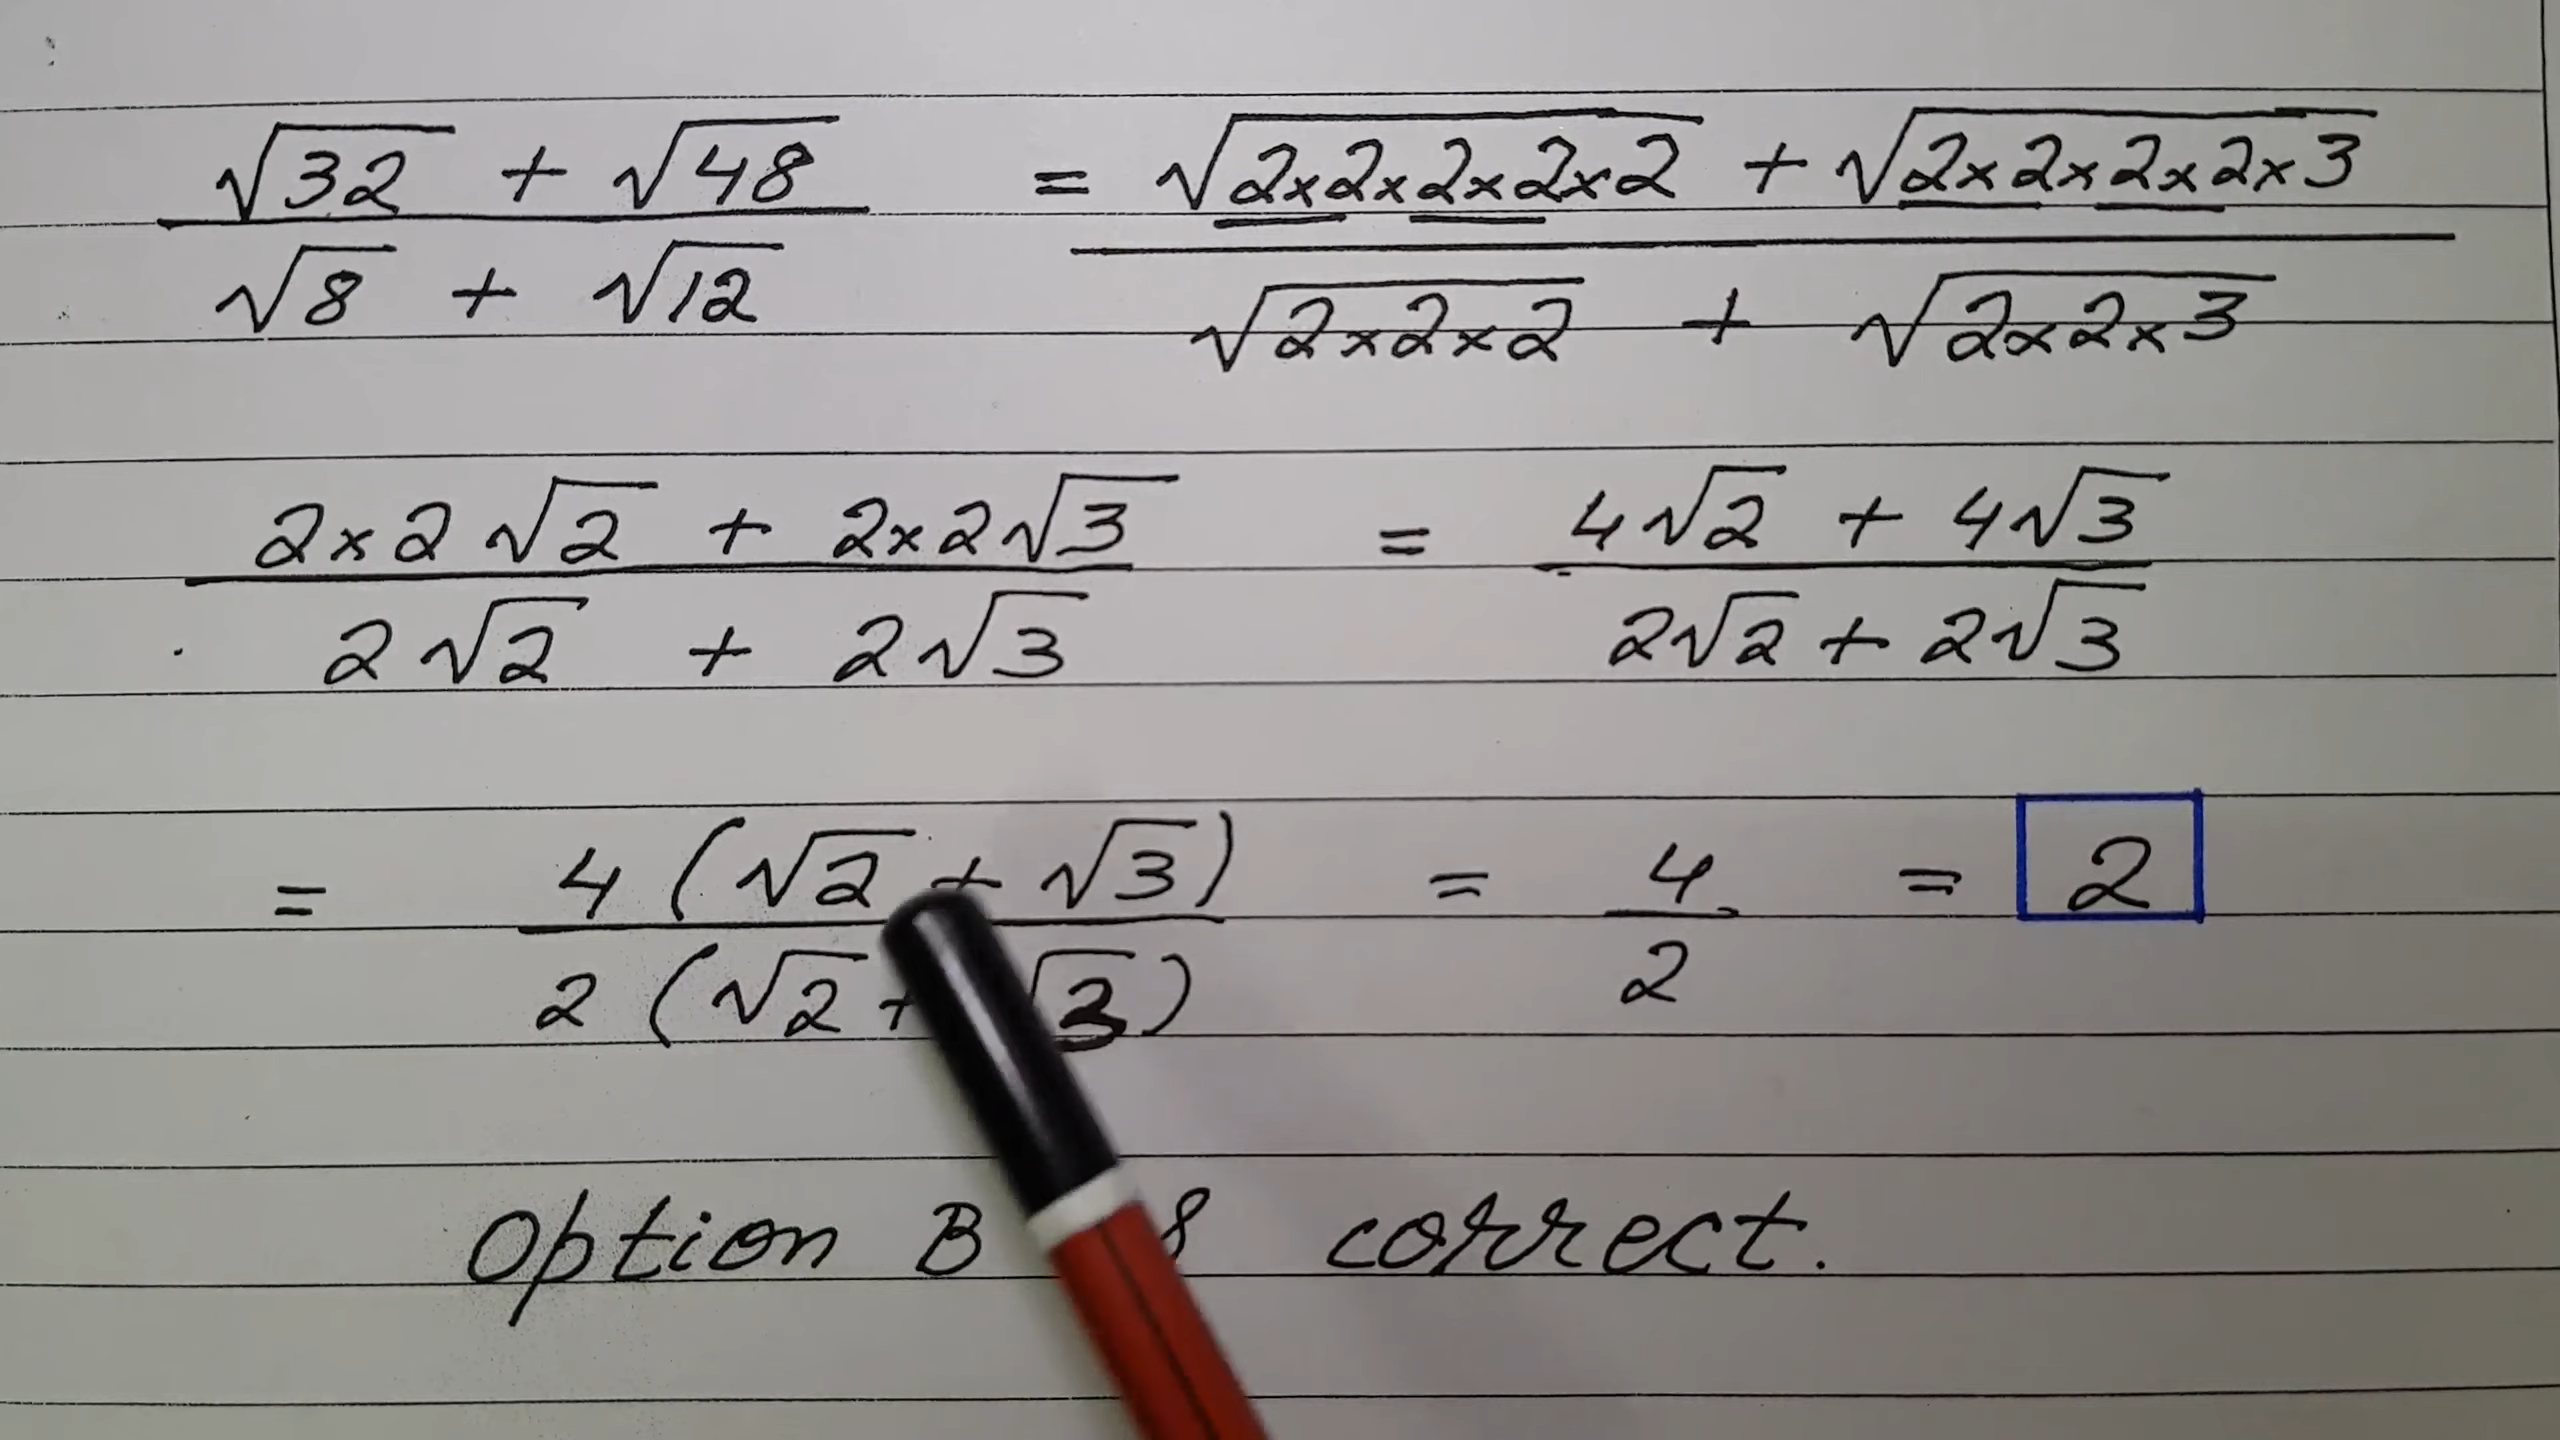 √32 + √48 / √8 + √12 = √2×2×2×2×2 + √2×2×2×2×3 / √2×2×2 + √2×2×3
2×2√2 + 2×2√3 / 2√2 + 2√3 = 4√2 + 4√3 / 2√2 + 2√3
= 4(√2 + √3) / 2(√2 + √3) = 4 / 2 = 2
Option B correct.